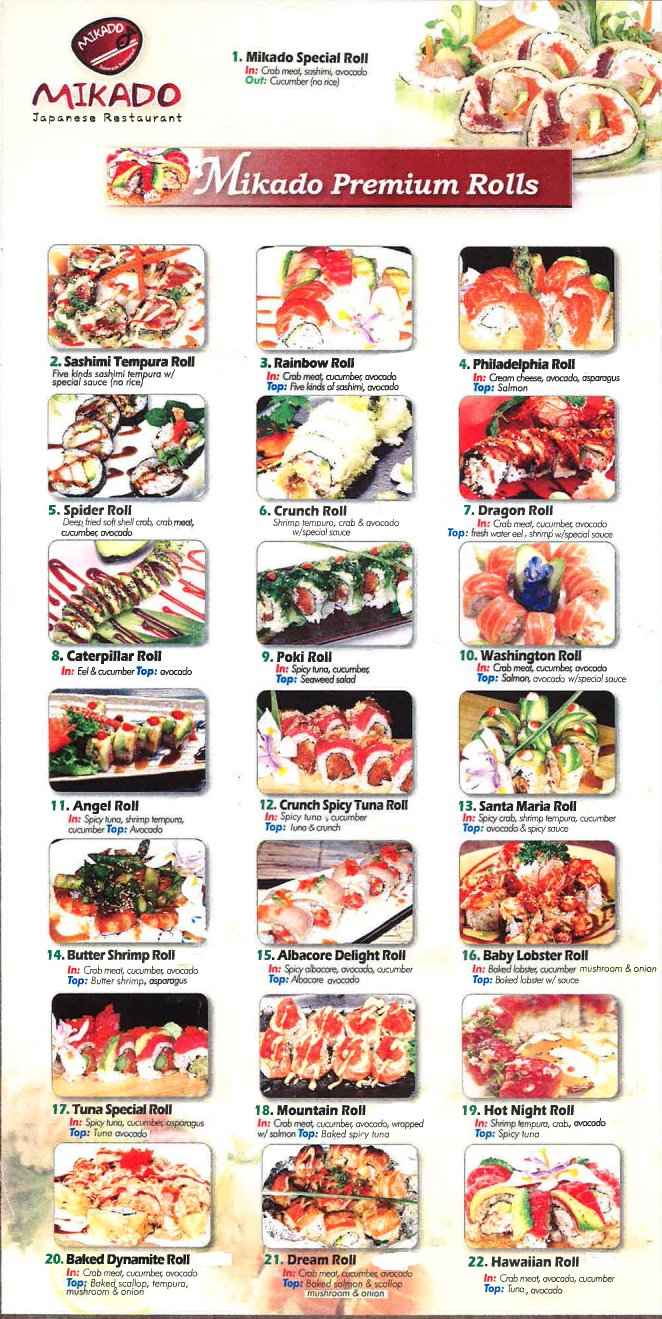 MIKADO
Japanese Restaurant
MIKADO
Japanese Restaurant
1. Mikado Special Roll
In: Crab meat, sashimi, avocado
Out: Cucumber (no rice)
Mikado Premium Rolls
2. Sashimi Tempura Roll
Five kinds sashimi tempura w/
special sauce (no rice)
3. Rainbow Roll
In: Crab meat, cucumber, avocado
Top: Five kinds of sashimi, avocado
4. Philadelphia Roll
In: Cream cheese, avocado, asparagus
Top: Salmon
5. Spider Roll
Deep fried soft shell crab, crab meat,
cucumber, avocado
6. Crunch Roll
Shrimp tempura, crab & avocado
w/special sauce
7. Dragon Roll
In: Crab meat, cucumber, avocado
Top: fresh water eel, shrimp w/special sauce
8. Caterpillar Roll
In: Eel & cucumber Top: avocado
9. Poki Roll
In: Spicy tuna, cucumber,
Top: Seaweed salad
10. Washington Roll
In: Crab meat, cucumber, avocado
Top: Salmon, avocado w/special sauce
11. Angel Roll
In: Spicy tuna, shrimp tempura,
cucumber Top: Avocado
12. Crunch Spicy Tuna Roll
In: Spicy tuna , cucumber
Top: Tuna & crunch
13. Santa Maria Roll
In: Spicy crab, shrimp tempura, cucumber
Top: avocado & spicy sauce
14. Butter Shrimp Roll
In: Crab meat, cucumber, avocado
Top: Butter shrimp, asparagus
15. Albacore Delight Roll
In: Spicy albacore, avocado, cucumber
Top: Albacore avocado
16. Baby Lobster Roll
In: Baked lobster, cucumber mushroom & onion
Top: Baked lobster w/ sauce
17. Tuna Special Roll
In: Spicy tuna, cucumber, asparagus
Top: Tuna avocado
18. Mountain Roll
In: Crab meat, cucumber, avocado, wrapped
w/ salmon Top: Baked spicy tuna
19. Hot Night Roll
In: Shrimp tempura, crab, avocado
Top: Spicy tuna
20. Baked Dynamite Roll
In: Crab meat, cucumber, avocado
Top: Baked scallop, tempura,
mushroom & onion
21. Dream Roll
In: Crab meat, cucumber, avocado
Top: Baked salmon & scallop
mushroom & onion
22. Hawaiian Roll
In: Crab meat, avocado, cucumber
Top: Tuna, avocado